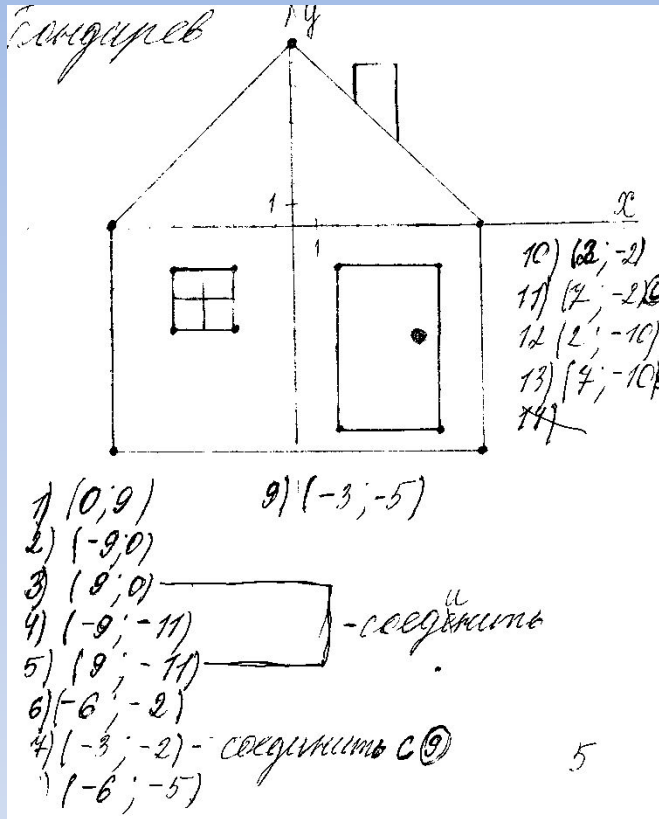 Бондарев
y
1
x
1
10) (2; -2)
11) (7; -2)
12 (2; -10)
13) (7; -10)
14)
1) (0; 9)
9) (-3; -5)
2) (-9; 0)
3) (9; 0)
4) (-9; -11)
- соединить
5) (9; -11)
6) (-6; -2)
7) (-3; -2) - соединить с 9
) (-6; -5)
5